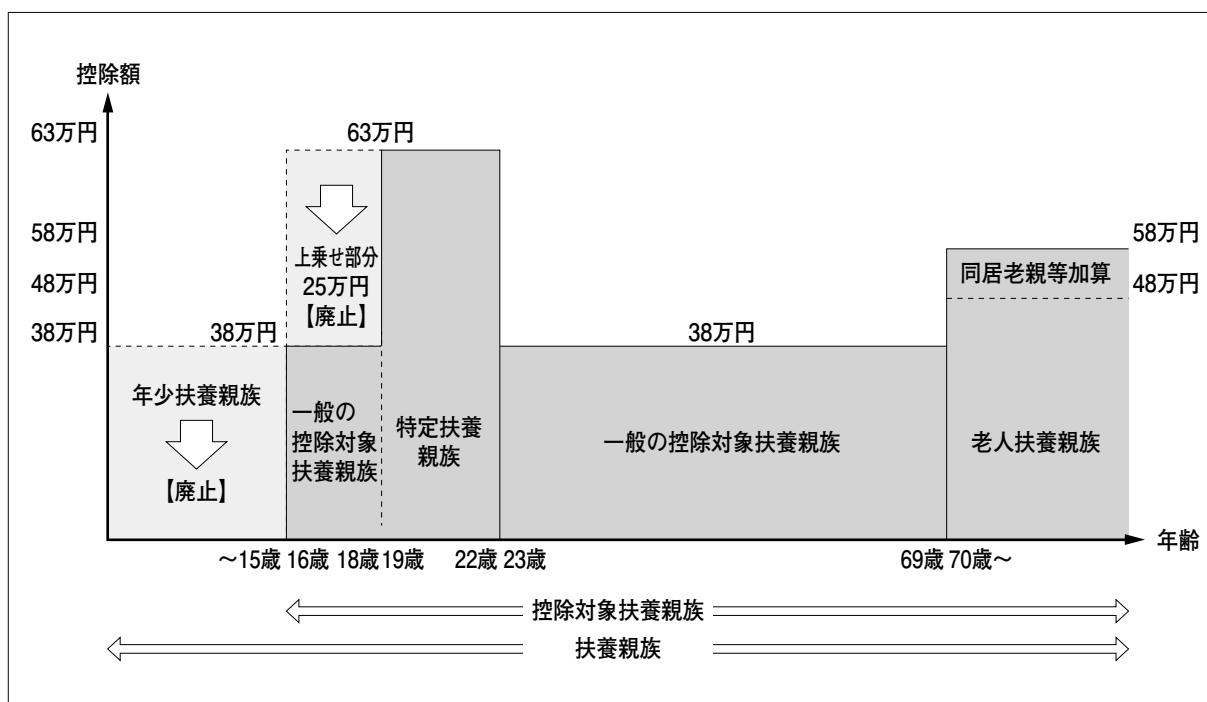 控除額
63万円
63万円
58万円
48万円
38万円
38万円
上乗せ部分
25万円
【廃止】
38万円
58万円
48万円
同居老親等加算
年少扶養親族
【廃止】
一般の
控除対象
扶養親族
特定扶養
親族
一般の控除対象扶養親族
老人扶養親族
～15歳 16歳 18歳 19歳 22歳 23歳 69歳 70歳～
年齢
控除対象扶養親族
扶養親族